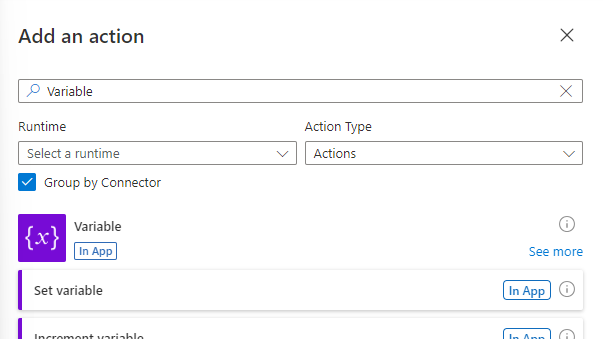 Add an action
Variable
Runtime
Action Type
Select a runtime
Actions
Group by Connector
{x}
Variable
In App
See more
Set variable
In App
Increment variable
In App